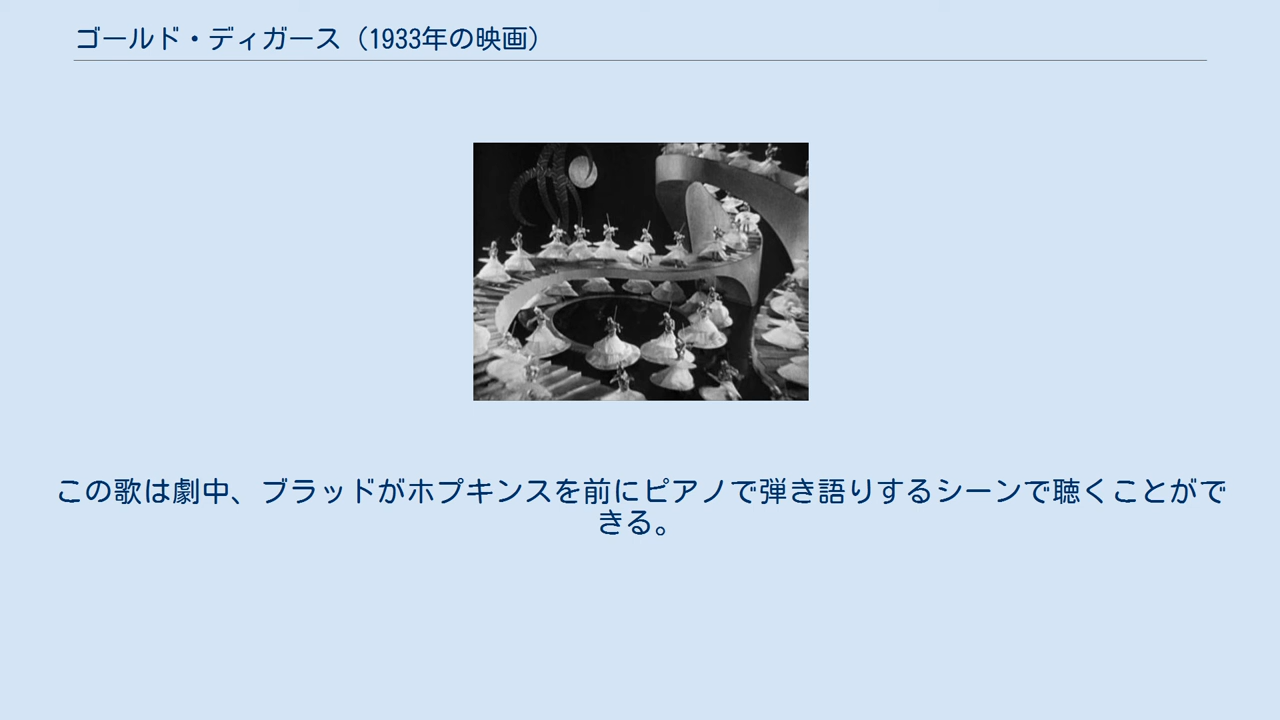 ゴールド・ディガース（1933年の映画）
この歌は劇中、ブラッドがホプキンスを前にピアノで弾き語りするシーンで聴くことがで
きる。